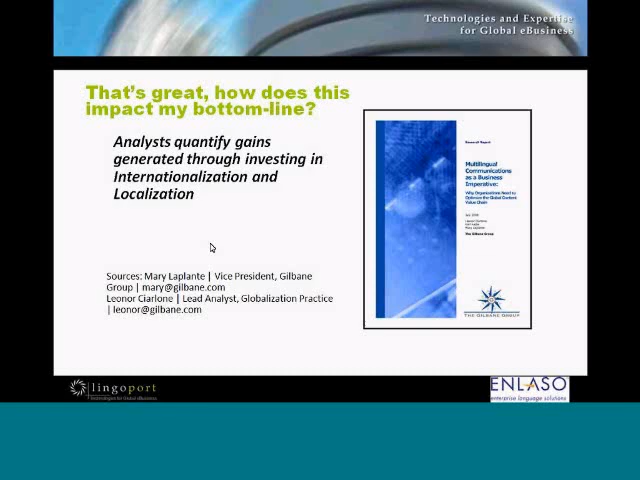 Technologies and Expertise
for Global eBusiness
That's great, how does this
impact my bottom-line?
Analysts quantify gains
generated through investing in
Internationalization and
Localization
Sources: Mary Laplante | Vice President, Gilbane
Group | mary@gilbane.com
Leonor Ciarlone | Lead Analyst, Globalization Practice
| leonor@gilbane.com
Multilingual
Communications
as a Business
Imperative:
Why Organizations Need to
Optimize the Global Content
Value Chain
The Gilbane Group
THE GILBANE GROUP
lingoport
ENLASO
enterprise language solutions